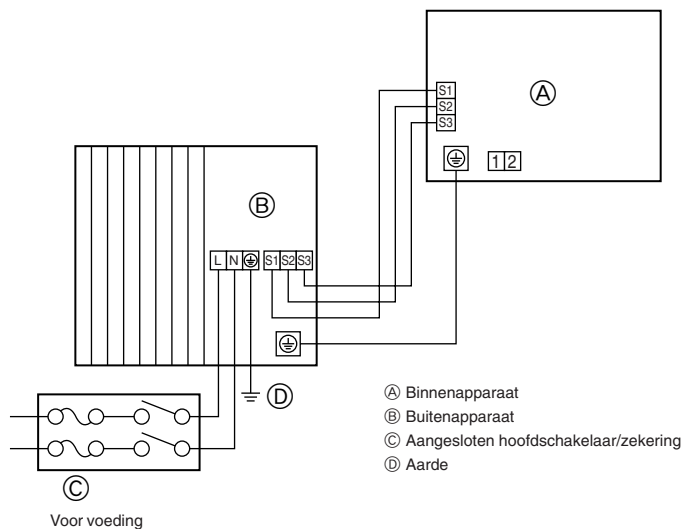 S1
S2
S3
Ⓐ
⏚
1 2
Ⓑ
L N ⏚ S1 S2 S3
⏚
Ⓓ
Ⓒ
Voor voeding
Ⓐ Binnenapparaat
Ⓑ Buitenapparaat
Ⓒ Aangesloten hoofdschakelaar/zekering
Ⓓ Aarde